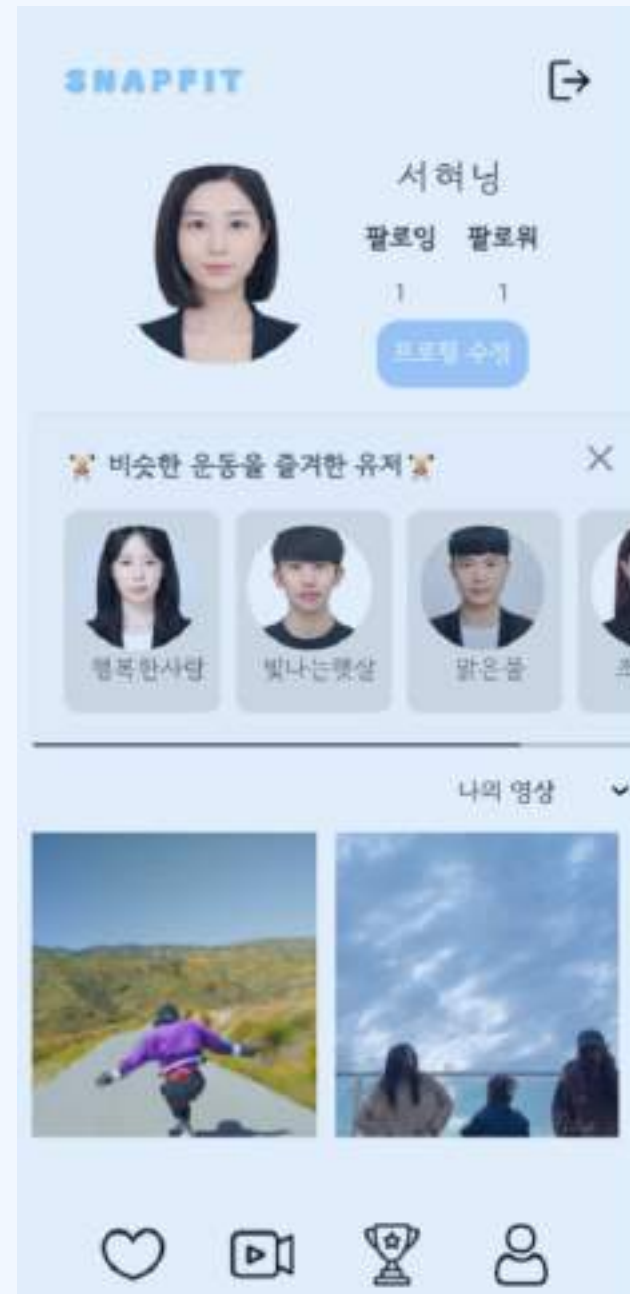 SNAPFIT
서혀닝
팔로잉 팔로워
1 1
프로필 수정
비슷한 운동을 즐겨한 유저
행복한사람 빛나는햇살 맑은물
나의 영상